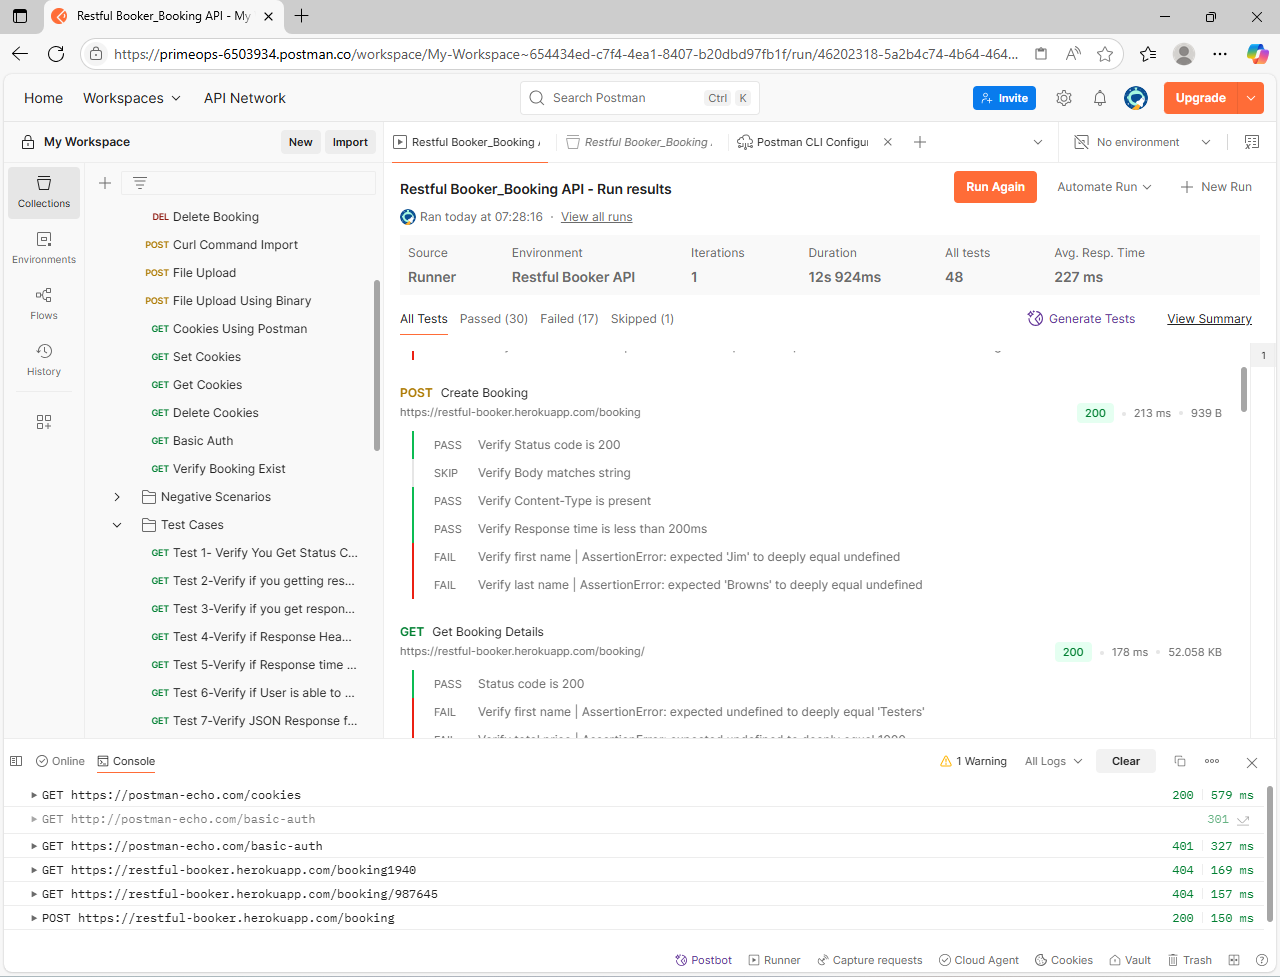 Restful Booker_Booking API - My
https://primeops-6503934.postman.co/workspace/My-Workspace~654434ed-c7f4-4ea1-8407-b20dbd97fb1f/run/46202318-5a2b4c74-4b64-464...
Home Workspaces API Network Search Postman Ctrl K Invite Upgrade
My Workspace New Import
Restful Booker_Booking Restful Booker_Booking Postman CLI Configur No environment
Collections
Environments
Flows
History
DEL Delete Booking
POST Curl Command Import
POST File Upload
POST File Upload Using Binary
GET Cookies Using Postman
GET Set Cookies
GET Get Cookies
GET Delete Cookies
GET Basic Auth
GET Verify Booking Exist
Negative Scenarios
Test Cases
GET Test 1- Verify You Get Status C...
GET Test 2-Verify if you getting res...
GET Test 3-Verify if you get respon...
GET Test 4-Verify if Response Hea...
GET Test 5-Verify if Response time ...
GET Test 6-Verify if User is able to ...
GET Test 7-Verify JSON Response f...
Restful Booker_Booking API - Run results Run Again Automate Run New Run
Ran today at 07:28:16 · View all runs
Source Environment Iterations Duration All tests Avg. Resp. Time
Runner Restful Booker API 1 12s 924ms 48 227 ms
All Tests Passed (30) Failed (17) Skipped (1) Generate Tests View Summary
1
POST Create Booking
https://restful-booker.herokuapp.com/booking 200 213 ms 939 B
PASS Verify Status code is 200
SKIP Verify Body matches string
PASS Verify Content-Type is present
PASS Verify Response time is less than 200ms
FAIL Verify first name | AssertionError: expected 'Jim' to deeply equal undefined
FAIL Verify last name | AssertionError: expected 'Browns' to deeply equal undefined
GET Get Booking Details
https://restful-booker.herokuapp.com/booking/ 200 178 ms 52.058 KB
PASS Status code is 200
FAIL Verify first name | AssertionError: expected undefined to deeply equal 'Testers'
FAIL Verify total price | AssertionError: expected undefined to deeply equal 1000
Online Console 1 Warning All Logs Clear
GET https://postman-echo.com/cookies 200 579 ms
GET http://postman-echo.com/basic-auth 301
GET https://postman-echo.com/basic-auth 401 327 ms
GET https://restful-booker.herokuapp.com/booking1940 404 169 ms
GET https://restful-booker.herokuapp.com/booking/987645 404 157 ms
POST https://restful-booker.herokuapp.com/booking 200 150 ms
Postbot Runner Capture requests Cloud Agent Cookies Vault Trash